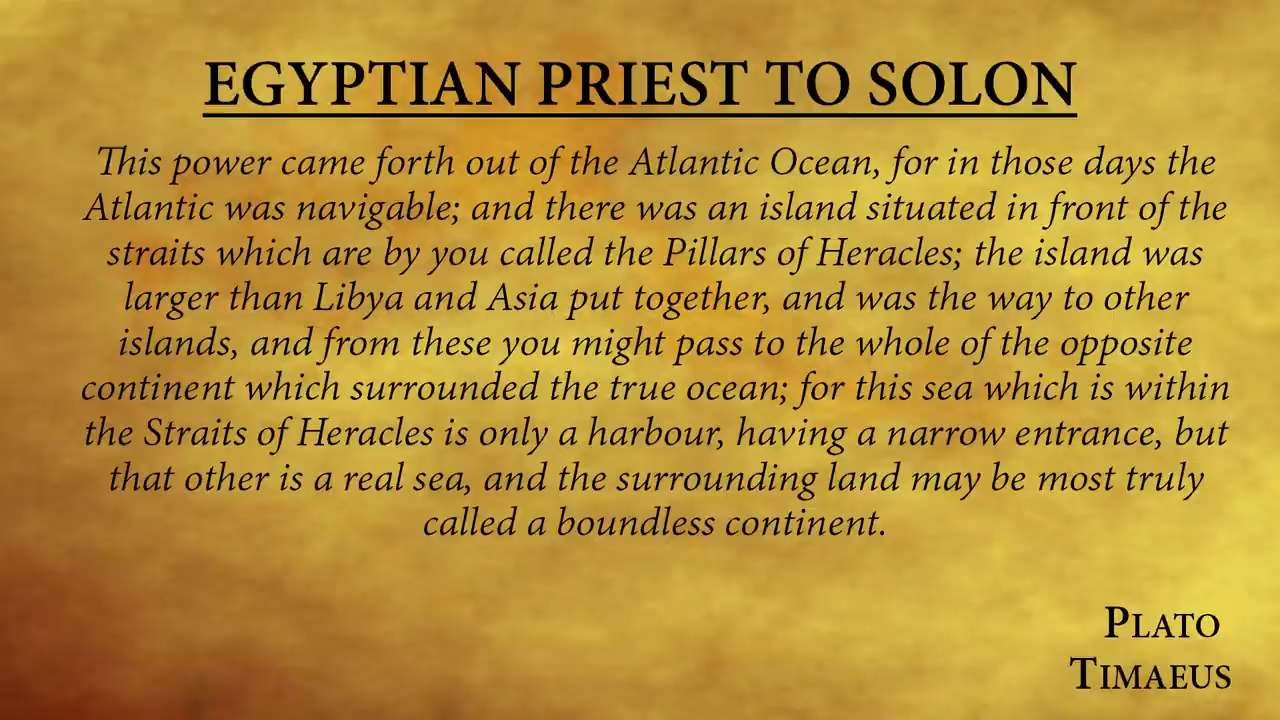 EGYPTIAN PRIEST TO SOLON
This power came forth out of the Atlantic Ocean, for in those days the
Atlantic was navigable; and there was an island situated in front of the
straits which are by you called the Pillars of Heracles; the island was
larger than Libya and Asia put together, and was the way to other
islands, and from these you might pass to the whole of the opposite
continent which surrounded the true ocean; for this sea which is within
the Straits of Heracles is only a harbour, having a narrow entrance, but
that other is a real sea, and the surrounding land may be most truly
called a boundless continent.
PLATO
TIMAEUS